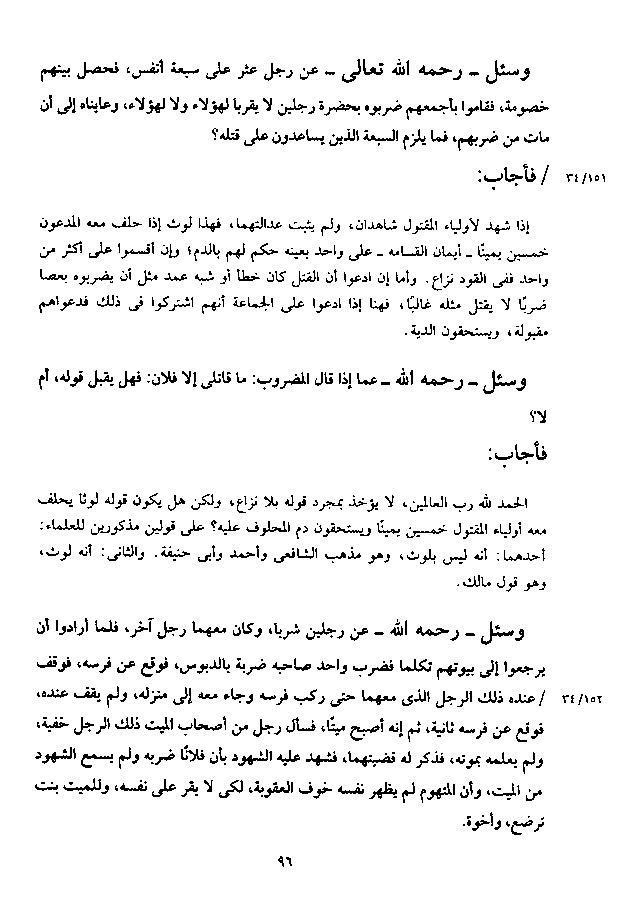 وسئل ـ رحمه الله تعالى ـ عن رجل عثر على سبعة أنفس، فحصل بينهم
خصومة، فقاموا بأجمعهم ضربوه بحضرة رجلين لا يقربا لهؤلاء ولا لهؤلاء، وعايناه إلى أن
مات من ضربهم، فما يلزم السبعة الذين يساعدون على قتله؟
٣٤/١٥١ / فأجاب:
إذا شهد لأولياء المقتول شاهدان، ولم يثبت عدالتهما، فهذا لوث إذا حلف معه المدعون
خمسين يمينًا ـ أيمان القسامه ـ على واحد بعينه حكم لهم بالدم؛ وإن أقسموا على أكثر من
واحد ففى القود نزاع. وأما إن ادعوا أن القتل كان خطأ أو شبه عمد مثل أن يضربوه بعصا
ضربًا لا يقتل مثله غالبًا، فهنا إذا ادعوا على الجماعة أنهم اشتركوا فى ذلك فدعواهم
مقبولة، ويستحقون الدية.
وسئل ـ رحمه الله ـ عما إذا قال المضروب: ما قاتلى إلا فلان: فهل يقبل قوله، أم
لا؟
فأجاب:
الحمد لله رب العالمين، لا يؤخذ بمجرد قوله بلا نزاع، ولكن هل يكون قوله لوثا يحلف
معه أولياء المقتول خمسين يمينًا ويستحقون دم المحلوف عليه؟ على قولين مذكورين للعلماء:
أحدهما: أنه ليس بلوث، وهو مذهب الشافعى وأحمد وأبى حنيفة. والثانى: أنه لوث،
وهو قول مالك.
وسئل ـ رحمه الله ـ عن رجلين شربا، وكان معهما رجل آخر، فلما أرادوا أن
يرجعوا إلى بيوتهم تكلما فضرب واحد صاحبه ضربة بالدبوس، فوقع عن فرسه، فوقف
٣٤/١٥٢ / عنده ذلك الرجل الذى معهما حتى ركب فرسه وجاء معه إلى منزله، ولم يقف عنده،
فوقع عن فرسه ثانية، ثم إنه أصبح ميتًا، فسأل رجل من أصحاب الميت ذلك الرجل خفية،
ولم يعلمه بموته، فذكر له قضيتهما، فشهد عليه الشهود بأن فلانًا ضربه ولم يسمع الشهود
من الميت، وأن المتهوم لم يظهر نفسه خوف العقوبة، لكى لا يقر على نفسه، وللميت بنت
ترضع، وأخوة.
٩٦